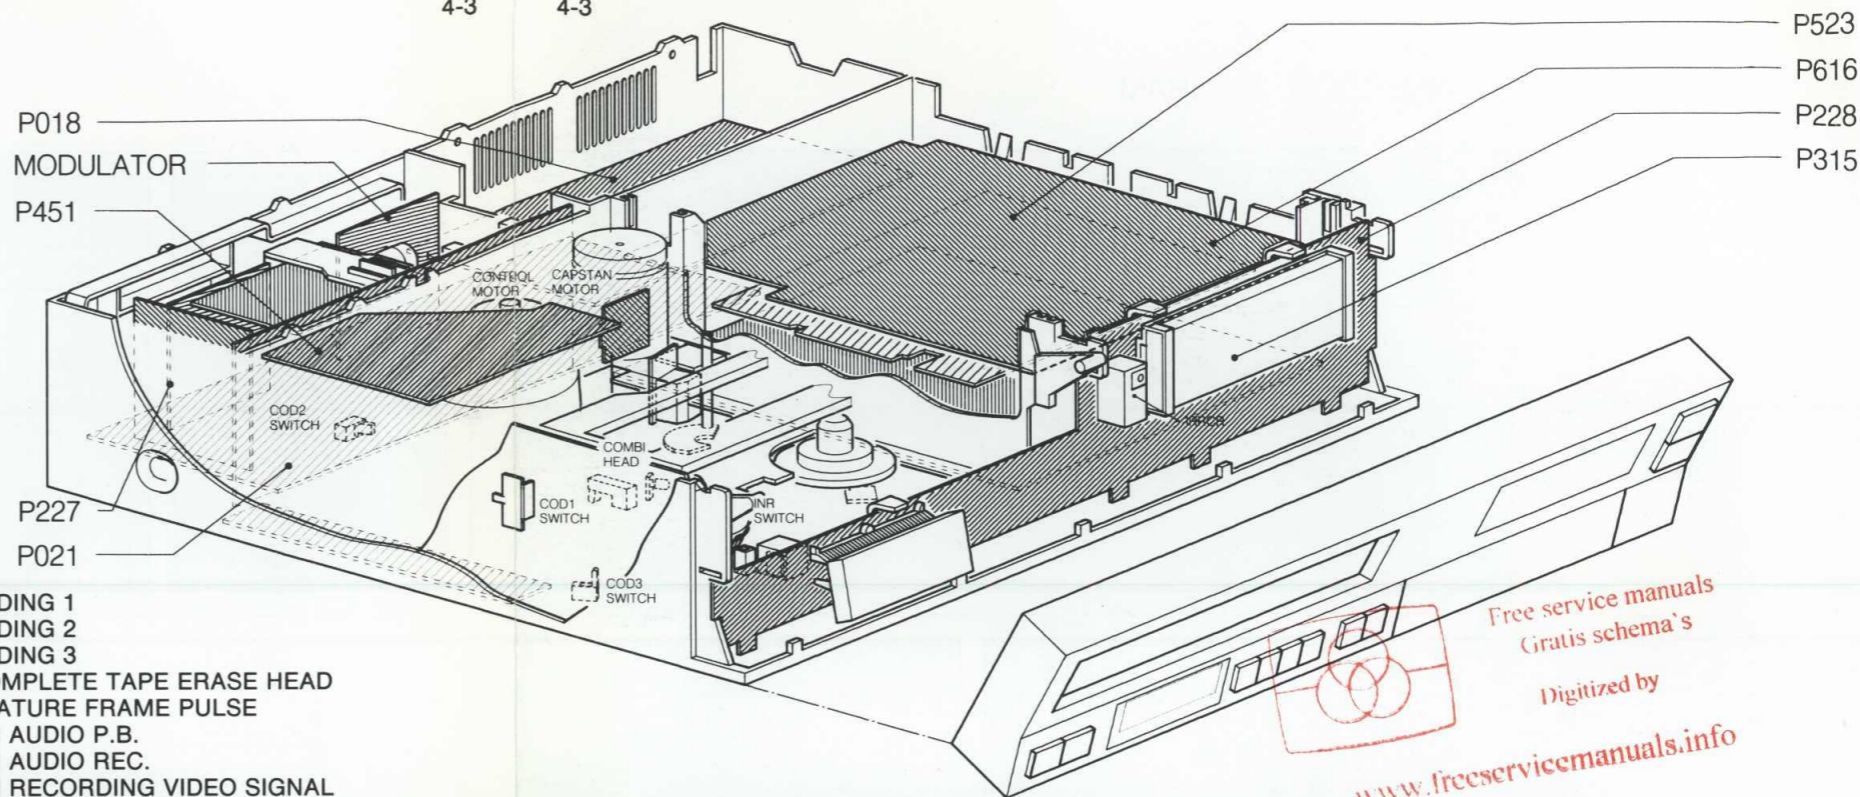 4-3 4-3
P018
MODULATOR
P451
P227
P021
P523
P616
P228
P315
CONTROL
MOTOR
CAPSTAN
MOTOR
COD2
SWITCH
COMBI
HEAD
COD1
SWITCH
INR
SWITCH
COD3
SWITCH
DING 1
DING 2
DING 3
OMPLETE TAPE ERASE HEAD
ATURE FRAME PULSE
AUDIO P.B.
AUDIO REC.
RECORDING VIDEO SIGNAL
Free service manuals
Gratis schema's
Digitized by
www.freeservicemanuals.info